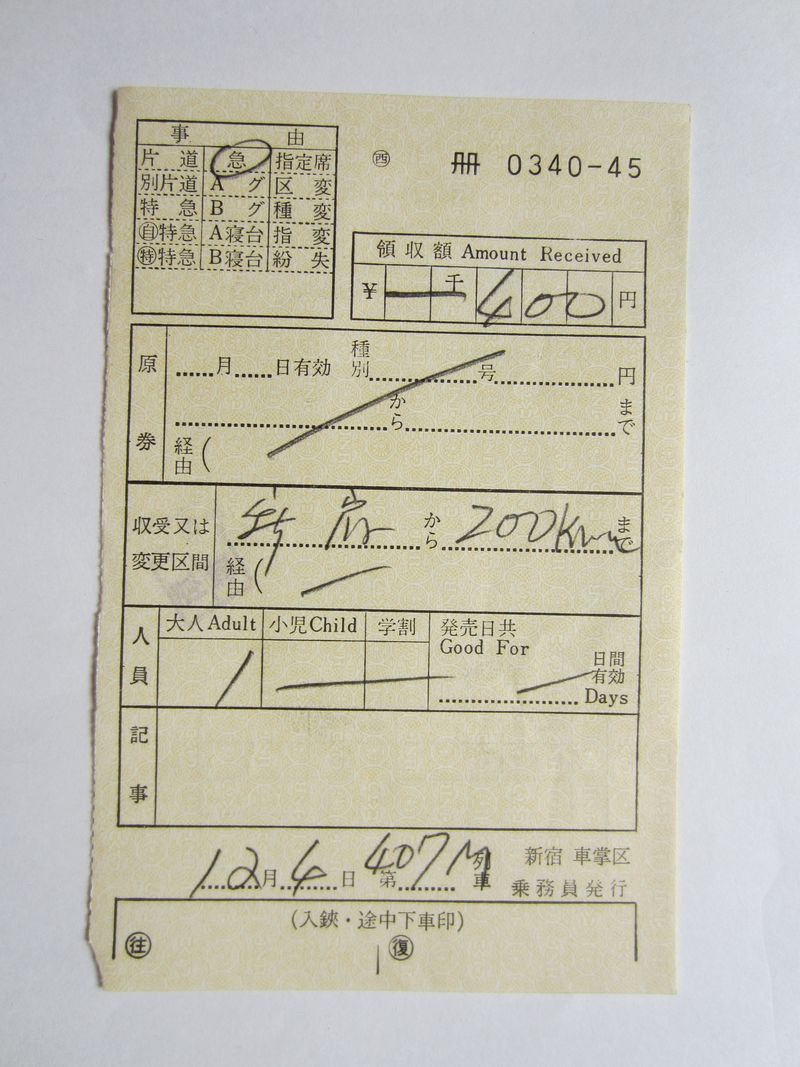 事 由
片道 急 指定席
別片道 Aグ 区変
特急 Bグ 種変
㊐特急 A寝台 指変
㊕特急 B寝台 紛失
㊄ 冊 0340-45
領収額 Amount Received
¥ 千 400 円
原券
月 日有効 種別 号 円
から まで
経由(
収受又は変更区間
新宿 から 200Km まで
経由(
人員
大人Adult 小児Child 学割 発売日共 Good For
1 日間有効 Days
記事
12月4日 第407M列車 新宿車掌区
乗務員発行
(入鋏・途中下車印)
往 復